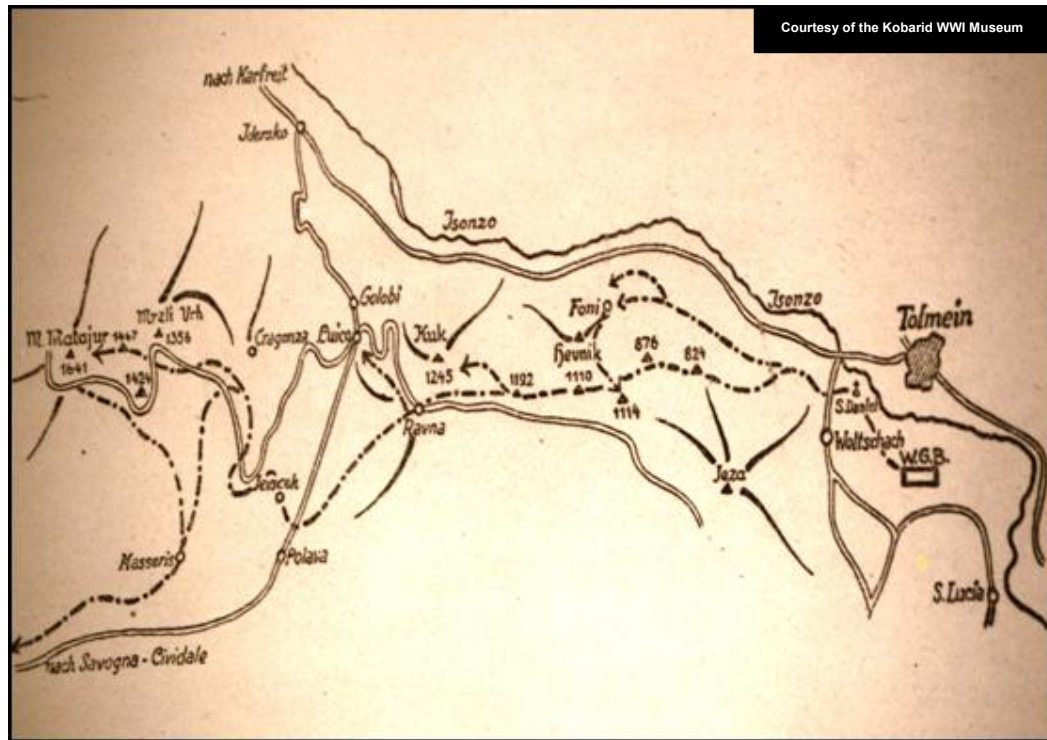 Courtesy of the Kobarid WWI Museum
nach Karfreit
Idersko
Isonzo
Golobi
Isonzo
Tolmein
Foni
Mrzli Vrh
1356
M. Matajur
1447
1641
1424
Cragonza
Luico
Kuk
1245
Hevnik
876
824
1192
1110
1114
S. Daniel
Ravna
Woltschach
W.G.B.
Jeza
Jevscek
Masseris
Polava
S. Lucia
nach Savogna - Cividale